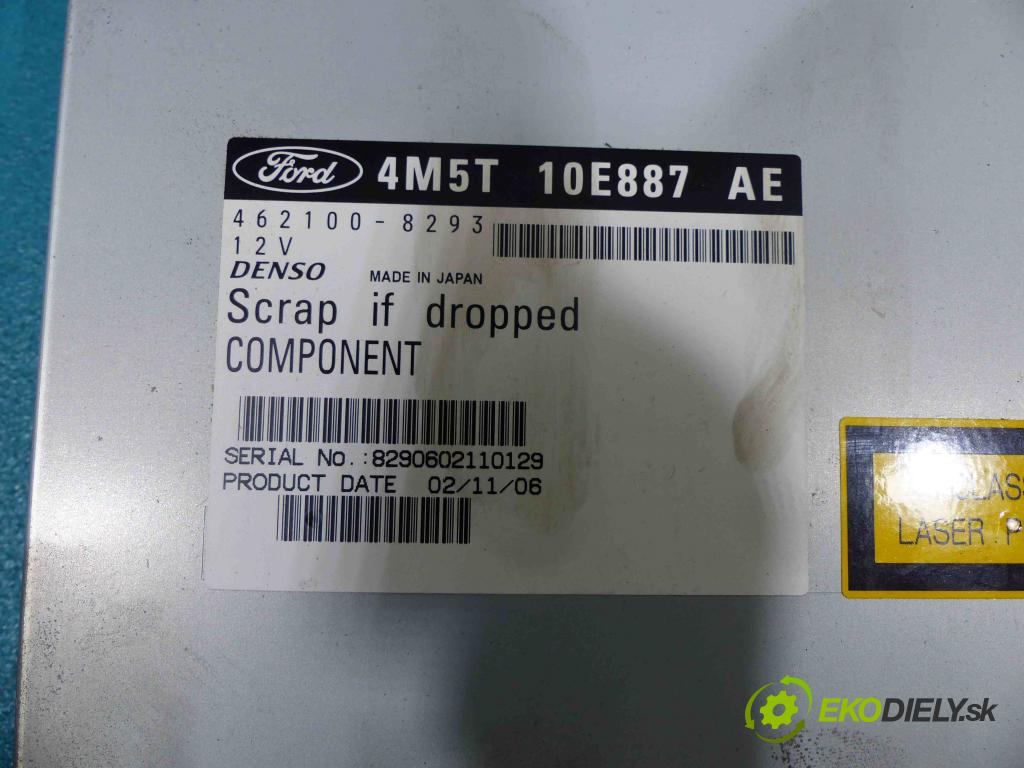 Ford 4M5T 10E887 AE
462100-8293
12V
DENSO MADE IN JAPAN
Scrap if dropped
COMPONENT
SERIAL No.:8290602110129
PRODUCT DATE 02/11/06
LASER P
EKODIELY.sk